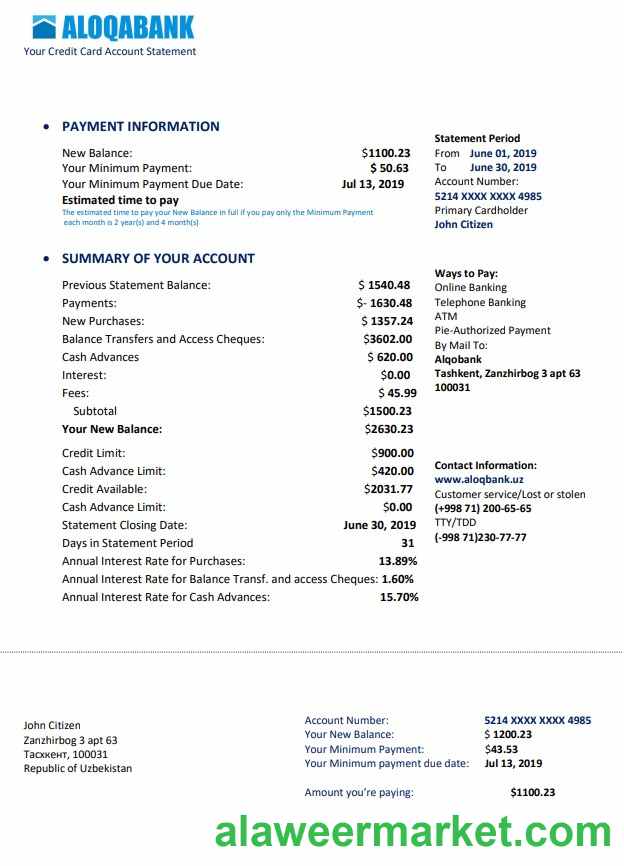 ALOQABANK
Your Credit Card Account Statement
• PAYMENT INFORMATION
New Balance: $1100.23
Your Minimum Payment: $ 50.63
Your Minimum Payment Due Date: Jul 13, 2019
Estimated time to pay
The estimated time to pay your New Balance in full if you pay only the Minimum Payment
each month is 2 year(s) and 4 month(s)
Statement Period
From June 01, 2019
To June 30, 2019
Account Number:
5214 XXXX XXXX 4985
Primary Cardholder
John Citizen
• SUMMARY OF YOUR ACCOUNT
Previous Statement Balance: $ 1540.48
Payments: $- 1630.48
New Purchases: $ 1357.24
Balance Transfers and Access Cheques: $3602.00
Cash Advances $ 620.00
Interest: $0.00
Fees: $ 45.99
Subtotal $1500.23
Your New Balance: $2630.23
Credit Limit: $900.00
Cash Advance Limit: $420.00
Credit Available: $2031.77
Cash Advance Limit: $0.00
Statement Closing Date: June 30, 2019
Days in Statement Period 31
Annual Interest Rate for Purchases: 13.89%
Annual Interest Rate for Balance Transf. and access Cheques: 1.60%
Annual Interest Rate for Cash Advances: 15.70%
Ways to Pay:
Online Banking
Telephone Banking
ATM
Pie-Authorized Payment
By Mail To:
Alqobank
Tashkent, Zanzhirbog 3 apt 63
100031
Contact Information:
www.aloqbank.uz
Customer service/Lost or stolen
(+998 71) 200-65-65
TTY/TDD
(-998 71)230-77-77
John Citizen
Zanzhirbog 3 apt 63
Тасхкент, 100031
Republic of Uzbekistan
Account Number: 5214 XXXX XXXX 4985
Your New Balance: $ 1200.23
Your Minimum Payment: $43.53
Your Minimum payment due date: Jul 13, 2019
Amount you're paying: $1100.23
alaweermarket.com